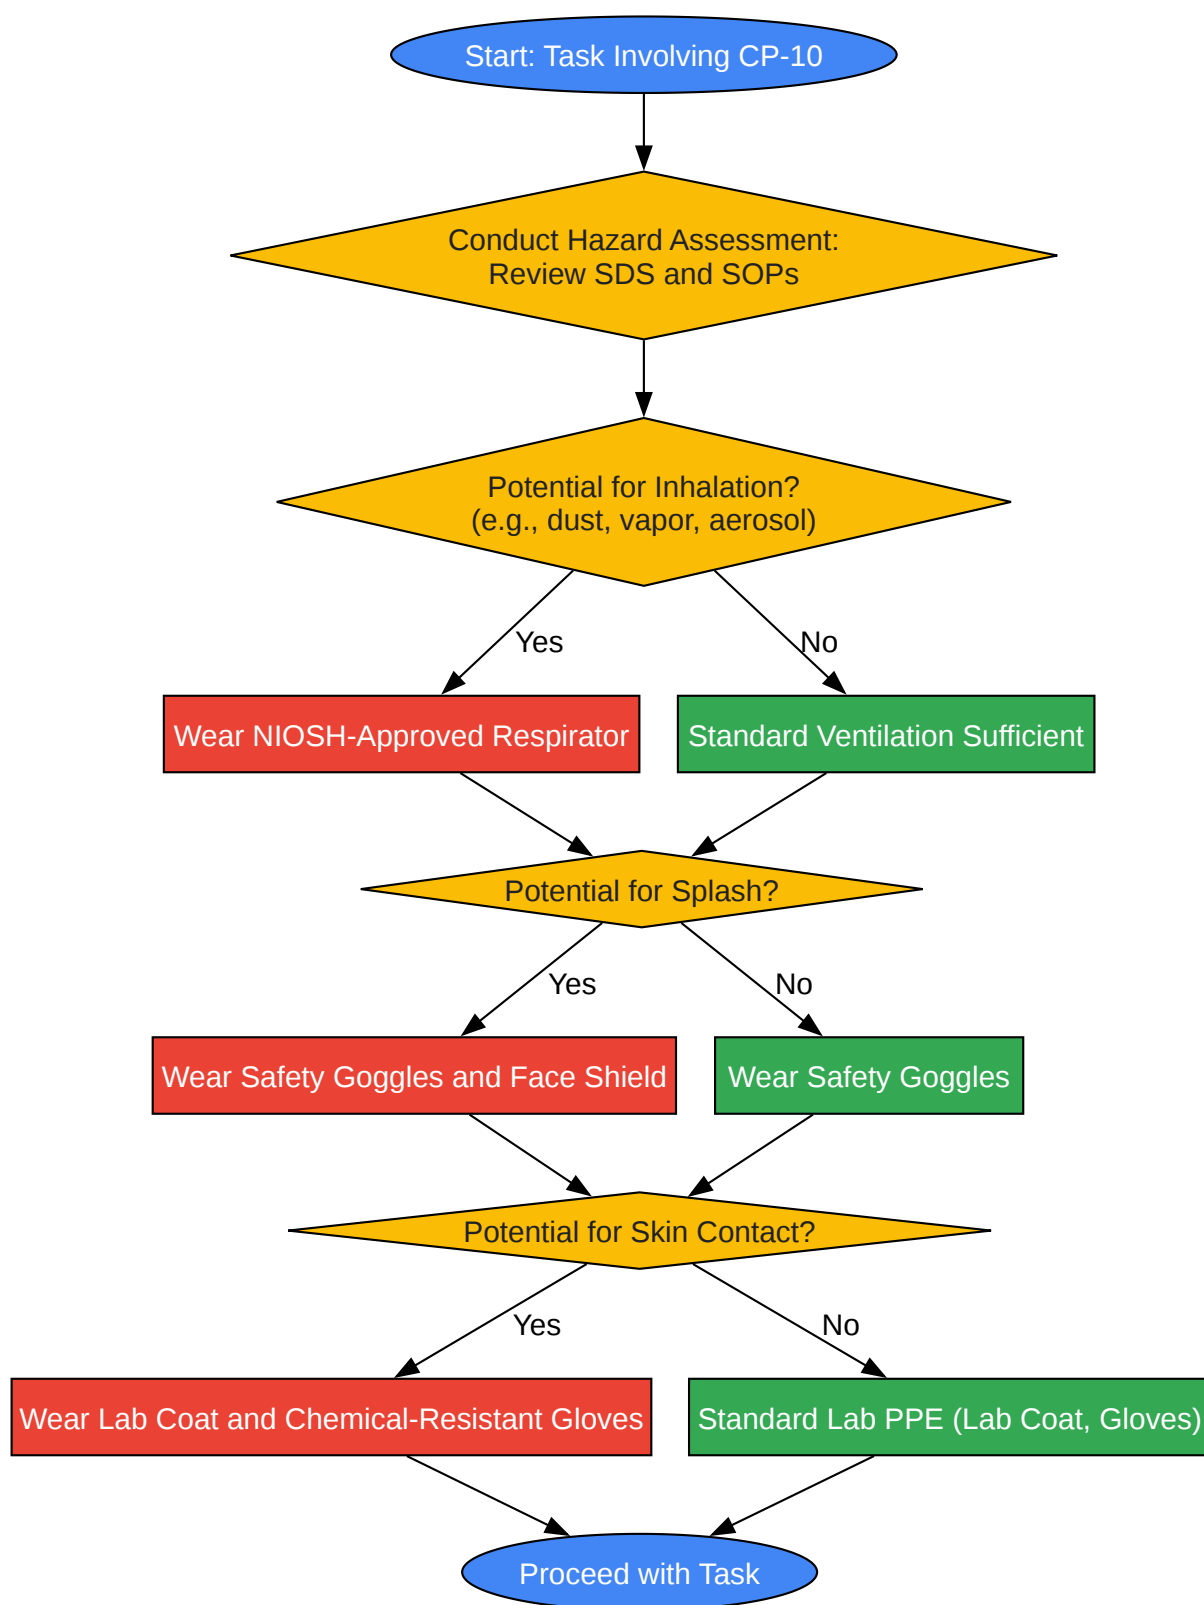 Start: Task Involving CP-10
Conduct Hazard Assessment:
Review SDS and SOPs
Potential for Inhalation?
(e.g., dust, vapor, aerosol)
Yes
No
Wear NIOSH-Approved Respirator
Standard Ventilation Sufficient
Potential for Splash?
Yes
No
Wear Safety Goggles and Face Shield
Wear Safety Goggles
Potential for Skin Contact?
Yes
No
Wear Lab Coat and Chemical-Resistant Gloves
Standard Lab PPE (Lab Coat, Gloves)
Proceed with Task